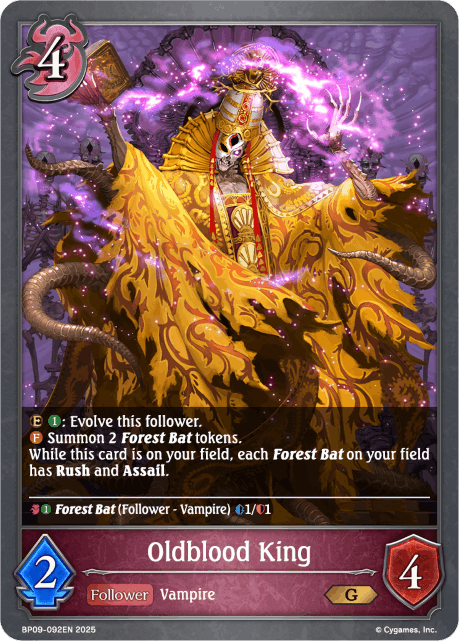 4
E 1: Evolve this follower.
F Summon 2 Forest Bat tokens.
While this card is on your field, each Forest Bat on your field
has Rush and Assail.
1 Forest Bat (Follower - Vampire) 1/1
Oldblood King
2
Follower Vampire
G
4
BP09-092EN 2025
© Cygames, Inc.